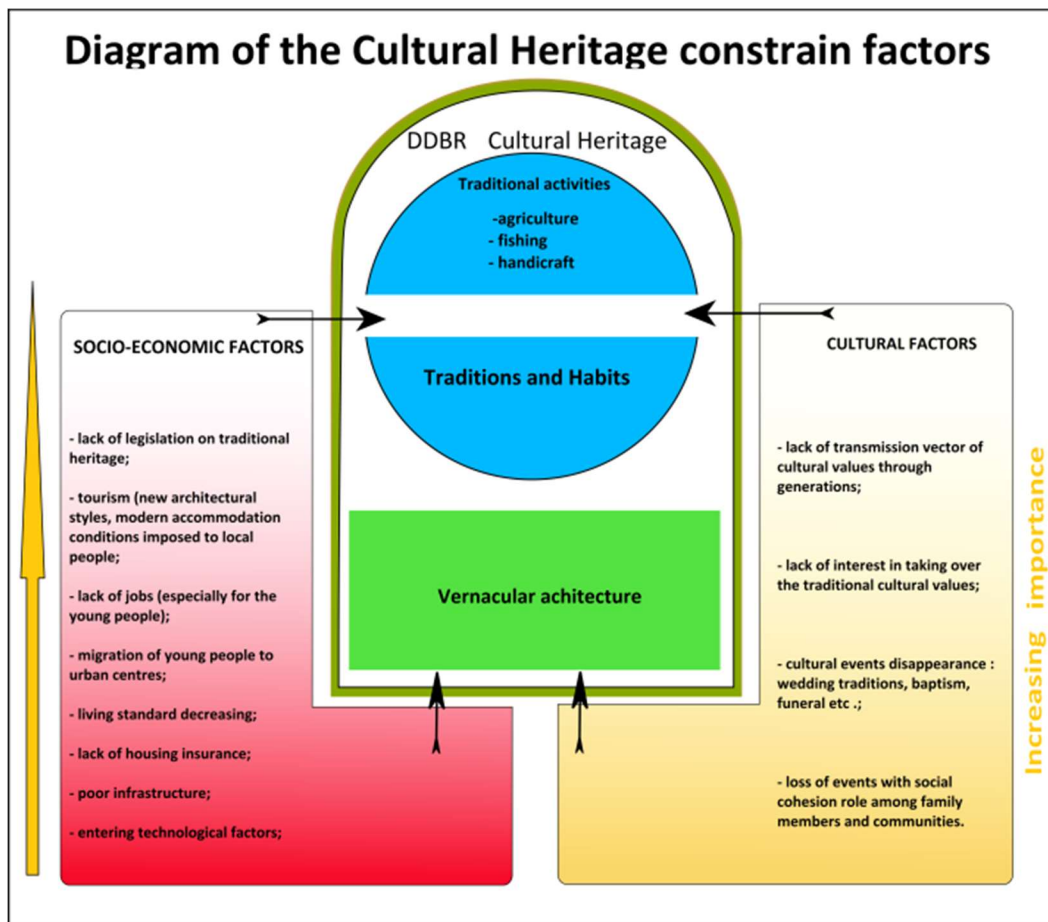 Diagram of the Cultural Heritage constrain factors
DDBR Cultural Heritage
Traditional activities
-agriculture
- fishing
- handicraft
Traditions and Habits
Vernacular achitecture
SOCIO-ECONOMIC FACTORS
- lack of legislation on traditional
heritage;
- tourism (new architectural
styles, modern accommodation
conditions imposed to local
people;
- lack of jobs (especially for the
young people);
- migration of young people to
urban centres;
- living standard decreasing;
- lack of housing insurance;
- poor infrastructure;
- entering technological factors;
CULTURAL FACTORS
- lack of transmission vector of
cultural values through
generations;
- lack of interest in taking over
the traditional cultural values;
- cultural events disappearance :
wedding traditions, baptism,
funeral etc .;
- loss of events with social
cohesion role among family
members and communities.
Increasing importance